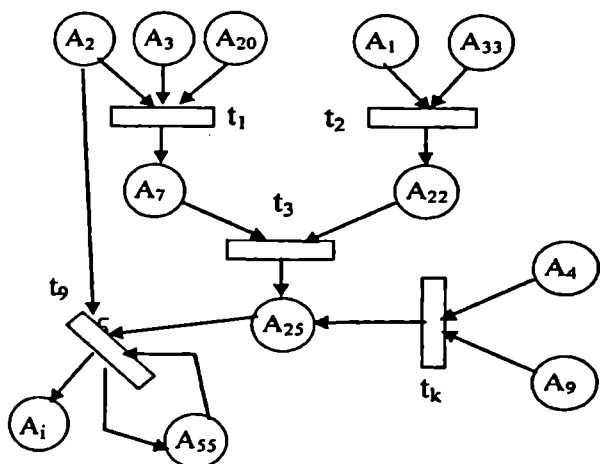 A₂ A₃ A₂₀ A₁ A₃₃
t₁ t₂
A₇ t₃ A₂₂
A₄
t₉
A₂₅
A₉
tₖ
Aᵢ A₅₅